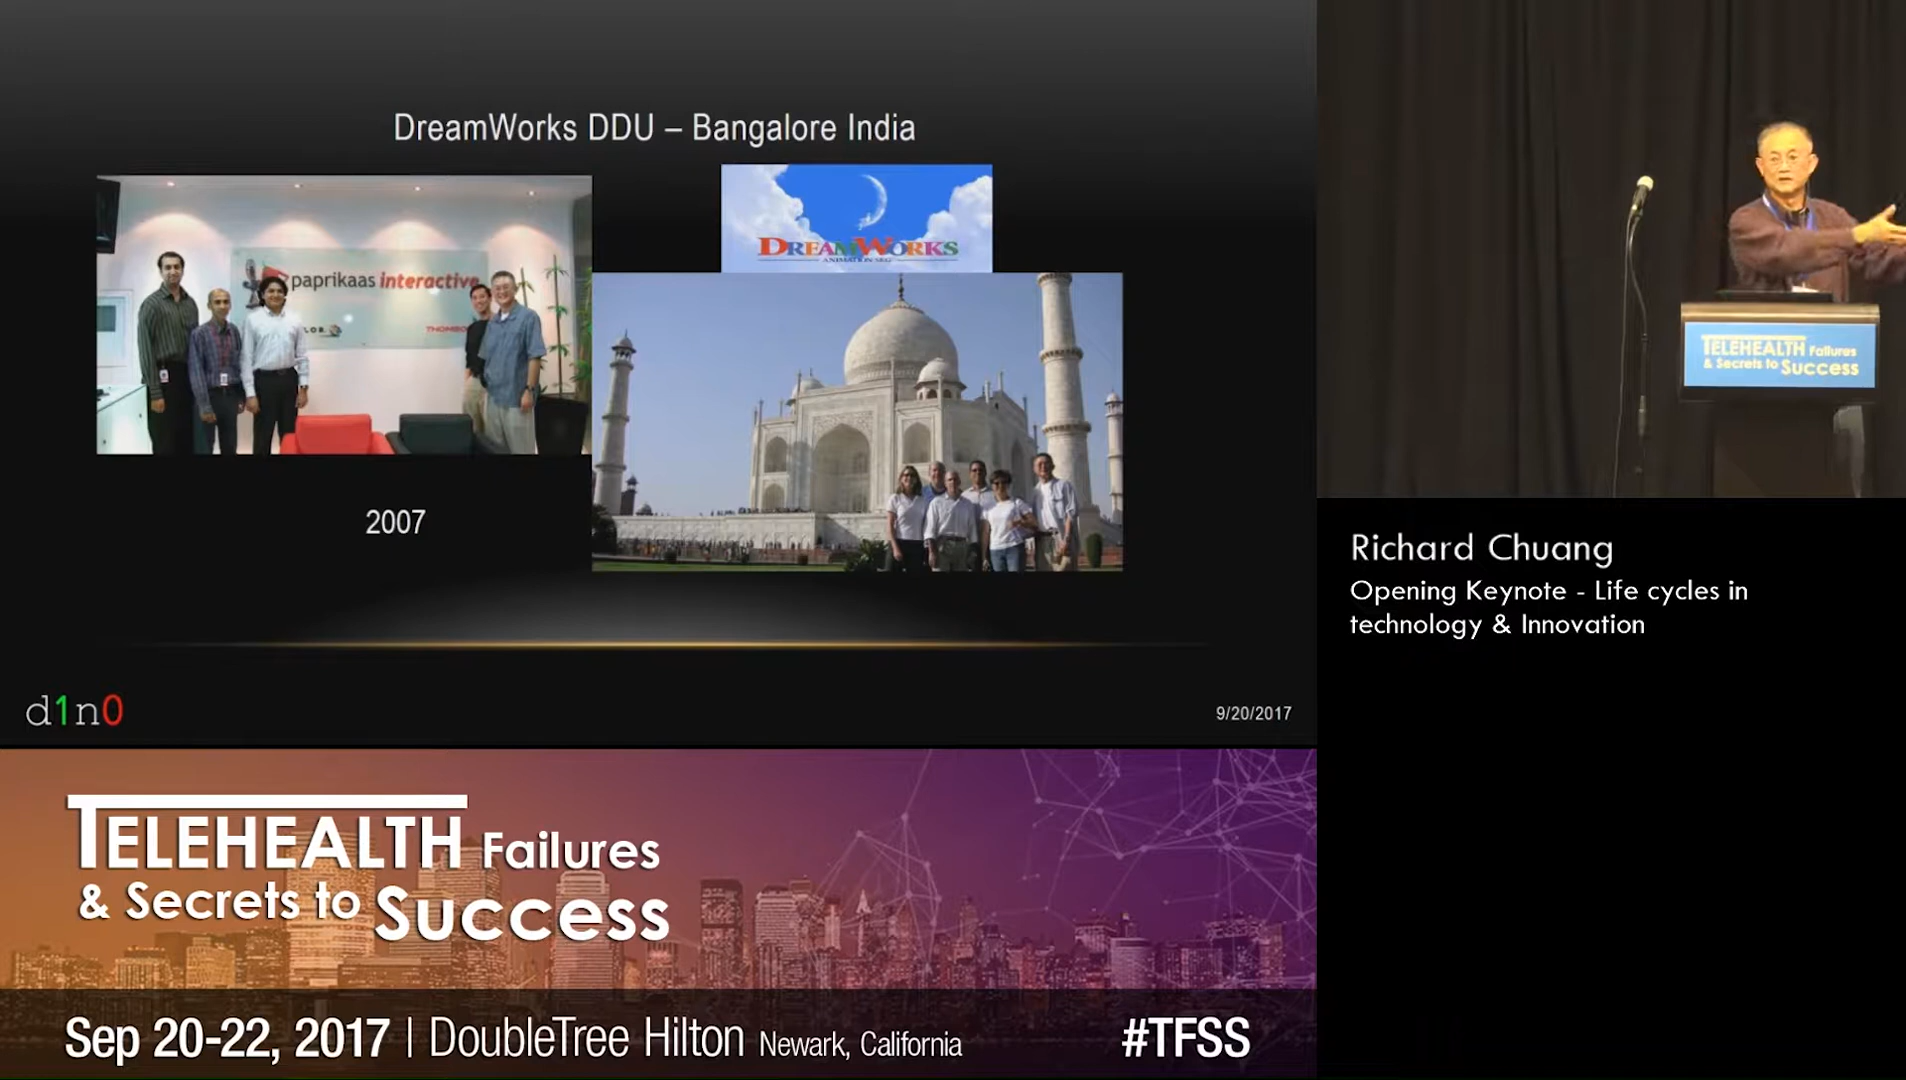 DreamWorks DDU – Bangalore India
paprikaas interactive
DREAMWORKS
ANIMATION SKG
2007
d1n0
9/20/2017
TELEHEALTH Failures
& Secrets to Success
Richard Chuang
Opening Keynote - Life cycles in
technology & Innovation
TELEHEALTH Failures
& Secrets to Success
Sep 20-22, 2017 | DoubleTree Hilton Newark, California
#TFSS